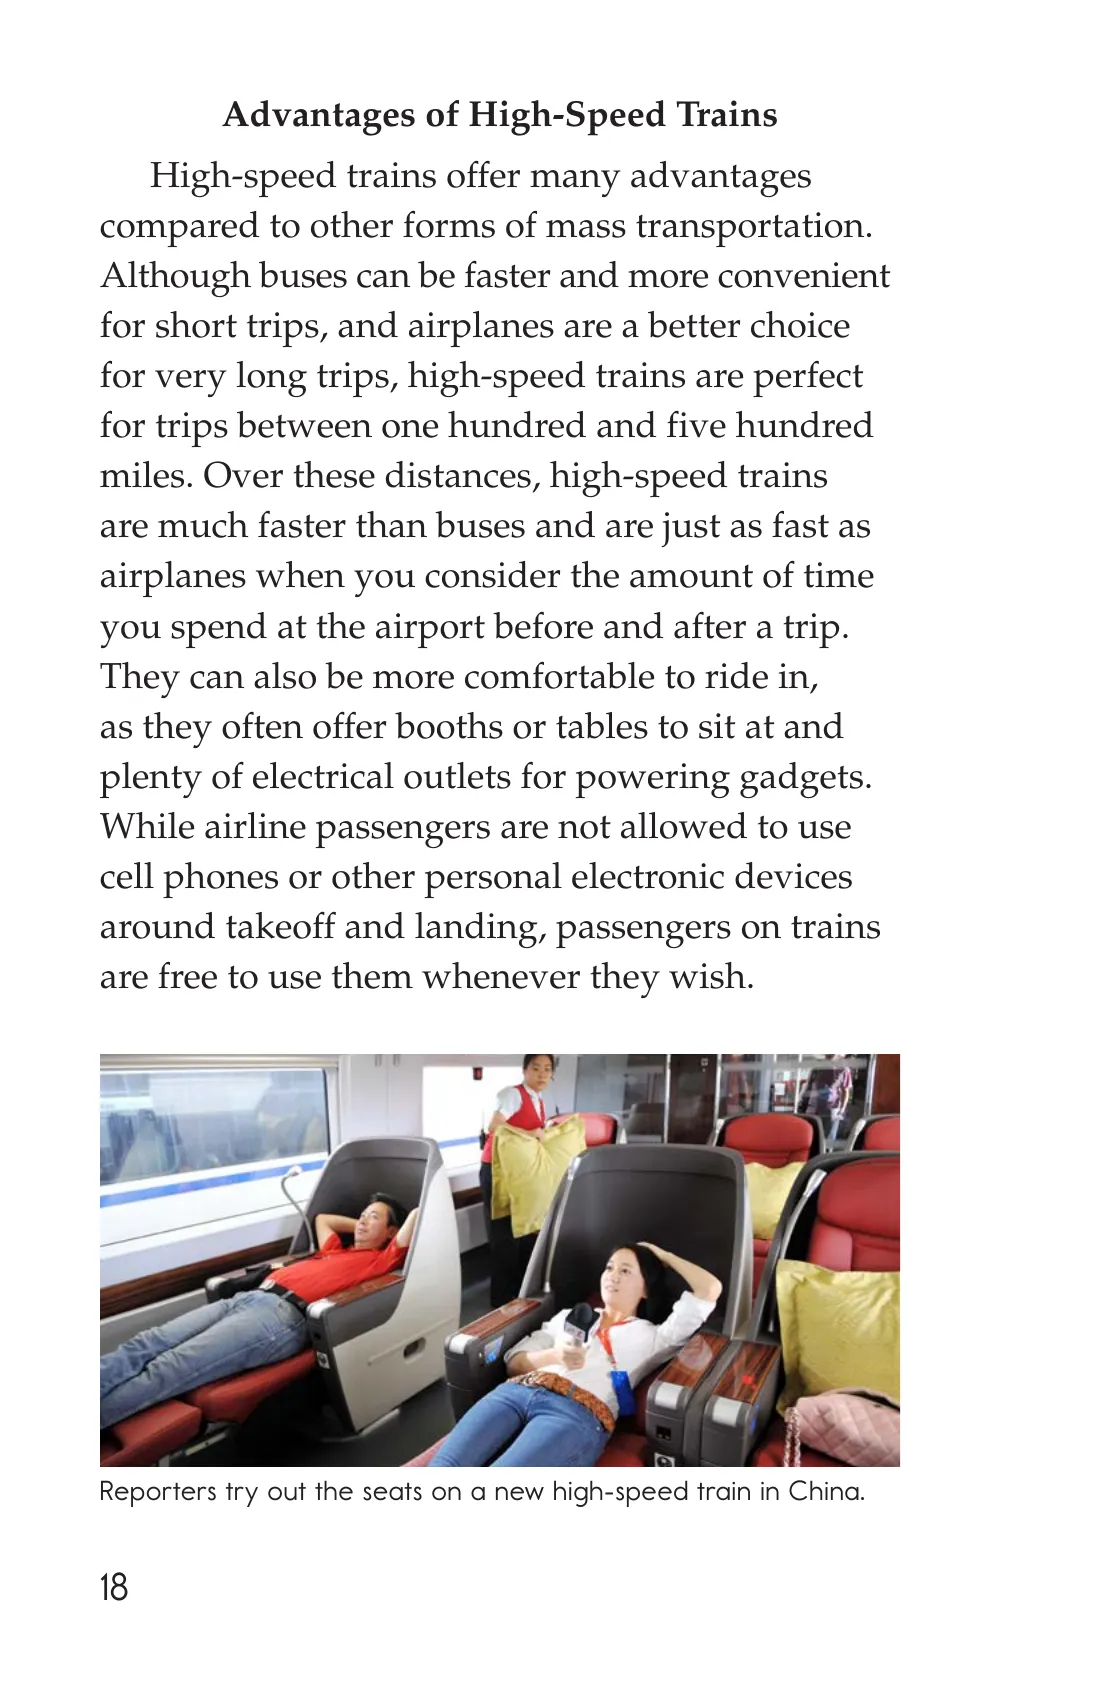 Advantages of High-Speed Trains
High-speed trains offer many advantages
compared to other forms of mass transportation.
Although buses can be faster and more convenient
for short trips, and airplanes are a better choice
for very long trips, high-speed trains are perfect
for trips between one hundred and five hundred
miles. Over these distances, high-speed trains
are much faster than buses and are just as fast as
airplanes when you consider the amount of time
you spend at the airport before and after a trip.
They can also be more comfortable to ride in,
as they often offer booths or tables to sit at and
plenty of electrical outlets for powering gadgets.
While airline passengers are not allowed to use
cell phones or other personal electronic devices
around takeoff and landing, passengers on trains
are free to use them whenever they wish.
Reporters try out the seats on a new high-speed train in China.
18